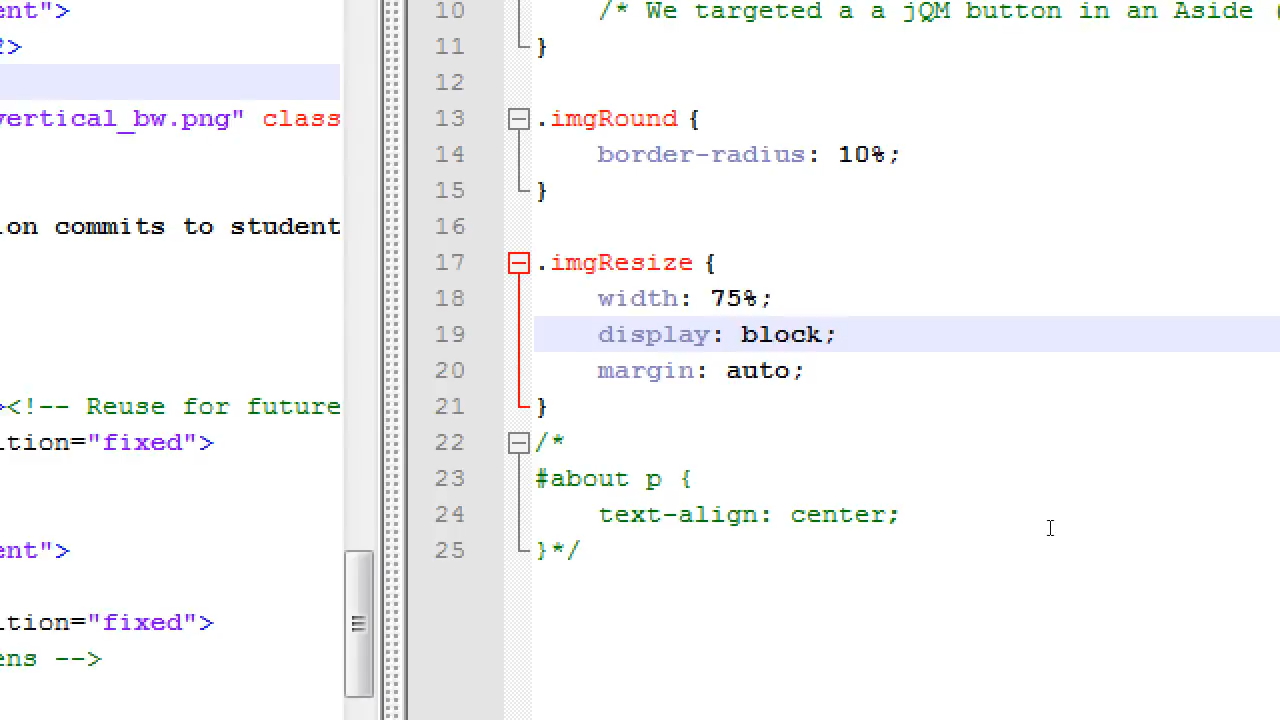 ent">
?>
vertical_bw.png" class
on commits to student
><!-- Reuse for future
ition="fixed">
ent">
ition="fixed">
ens -->
10 /* We targeted a a jQM button in an Aside (
11 }
12
13 .imgRound {
14 border-radius: 10%;
15 }
16
17 .imgResize {
18 width: 75%;
19 display: block;
20 margin: auto;
21 }
22 /*
23 #about p {
24 text-align: center;
25 }*/